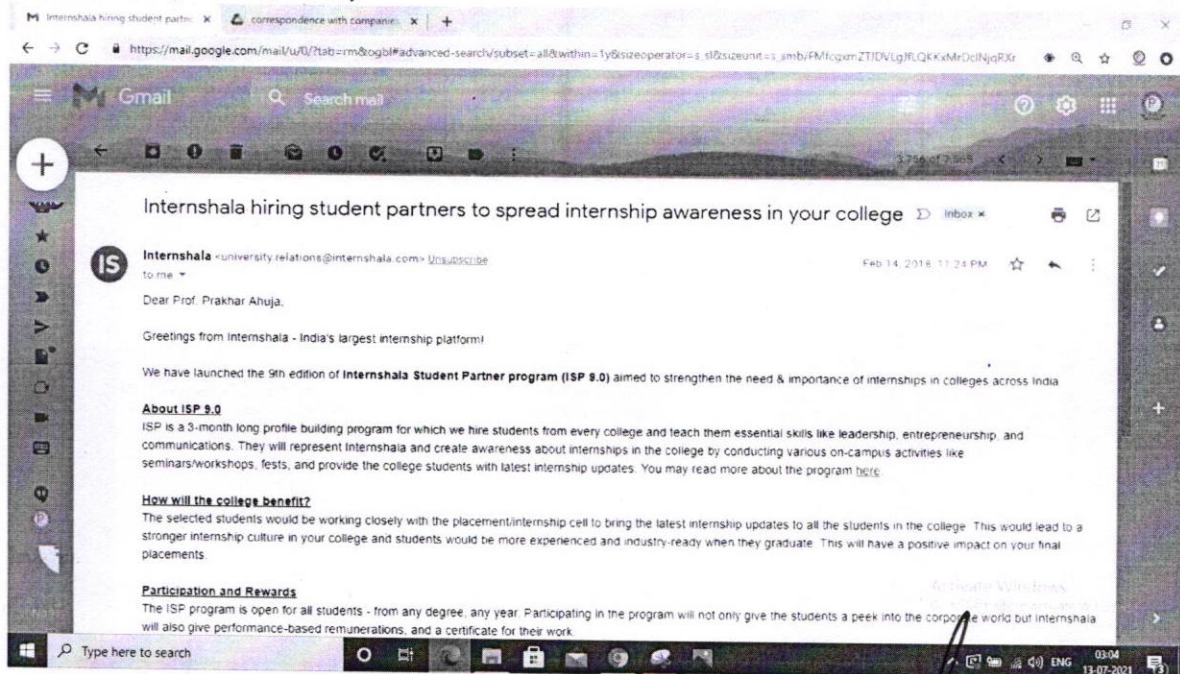 Internshala hiring student partne ×
correspondence with companies ×
+
https://mail.google.com/mail/u/0/?tab=rm&ogbl#advanced-search/subset=all&within=1y&sizeoperator=s_sl&sizeunit=s_smb/
Gmail
Search mail
Internshala hiring student partners to spread internship awareness in your college Inbox ×
IS
Internshala <university.relations@internshala.com> Unsubscribe
Feb 14, 2018, 11:24 PM
to me
Dear Prof. Prakhar Ahuja,
Greetings from Internshala - India's largest internship platform!
We have launched the 9th edition of Internshala Student Partner program (ISP 9.0) aimed to strengthen the need & importance of internships in colleges across India
About ISP 9.0
ISP is a 3-month long profile building program for which we hire students from every college and teach them essential skills like leadership, entrepreneurship, and
communications. They will represent Internshala and create awareness about internships in the college by conducting various on-campus activities like
seminars/workshops, fests, and provide the college students with latest internship updates. You may read more about the program here.
How will the college benefit?
The selected students would be working closely with the placement/internship cell to bring the latest internship updates to all the students in the college. This would lead to a
stronger internship culture in your college and students would be more experienced and industry-ready when they graduate. This will have a positive impact on your final
placements.
Participation and Rewards
Activate Windows
The ISP program is open for all students - from any degree, any year. Participating in the program will not only give the students a peek into the corporate world but Internshala
will also give performance-based remunerations, and a certificate for their work.
Type here to search
ENG
03:04
13-07-2021